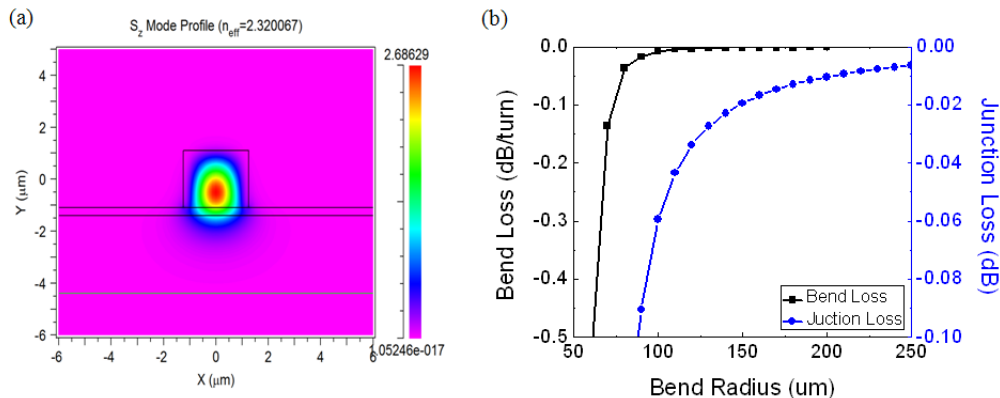 (a)
S_z Mode Profile (n_eff=2.320067)
2.68629
4
2
0
-2
-4
-6
Y (μm)
-6
-4
-2
0
2
4
6
1.05246e-017
X (μm)
(b)
0.0
-0.1
-0.2
-0.3
-0.4
-0.5
Bend Loss (dB/turn)
0.00
-0.02
-0.04
-0.06
-0.08
-0.10
Junction Loss (dB)
Bend Loss
Juction Loss
50
100
150
200
250
Bend Radius (um)